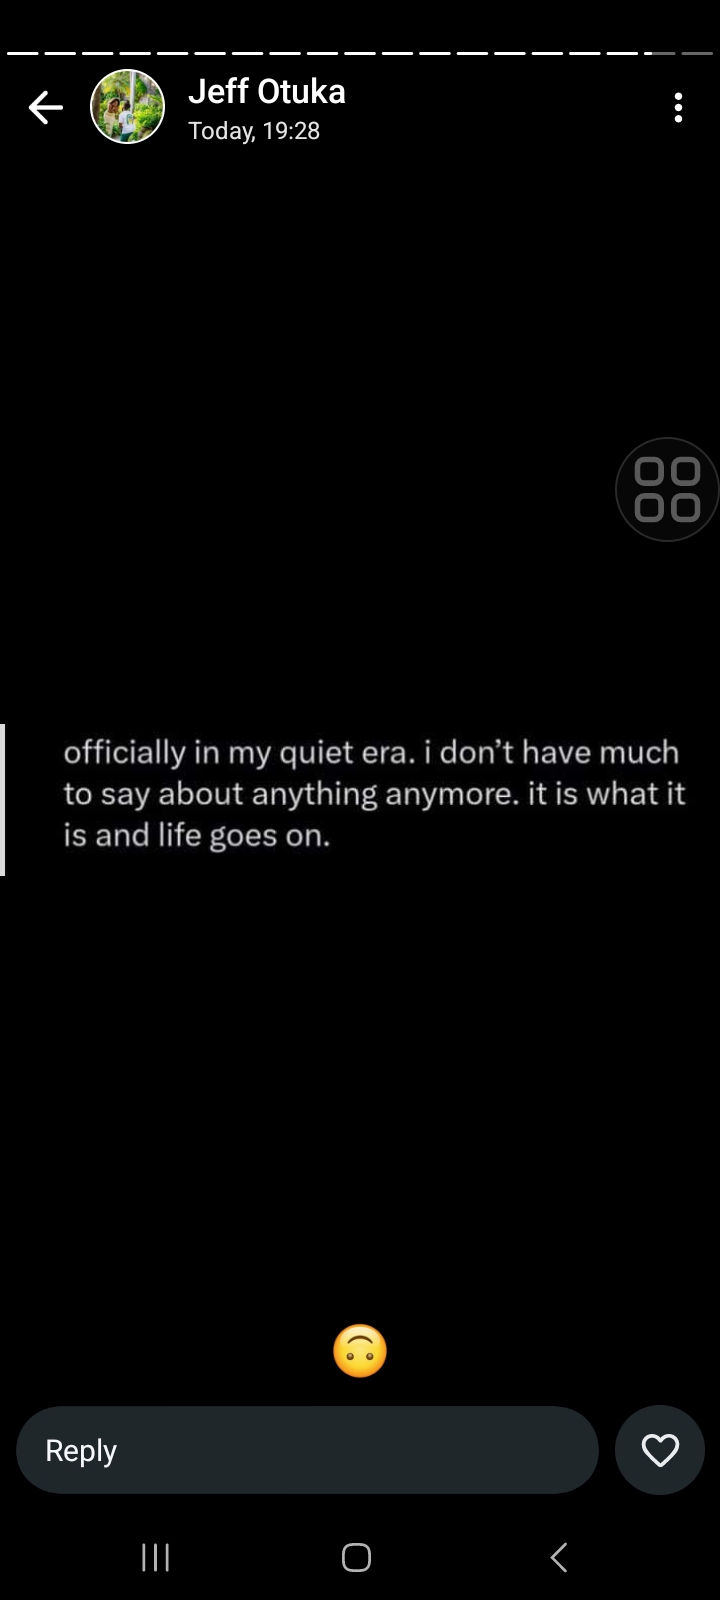 Jeff Otuka
Today, 19:28
officially in my quiet era. i don’t have much
to say about anything anymore. it is what it
is and life goes on.
🙃
Reply